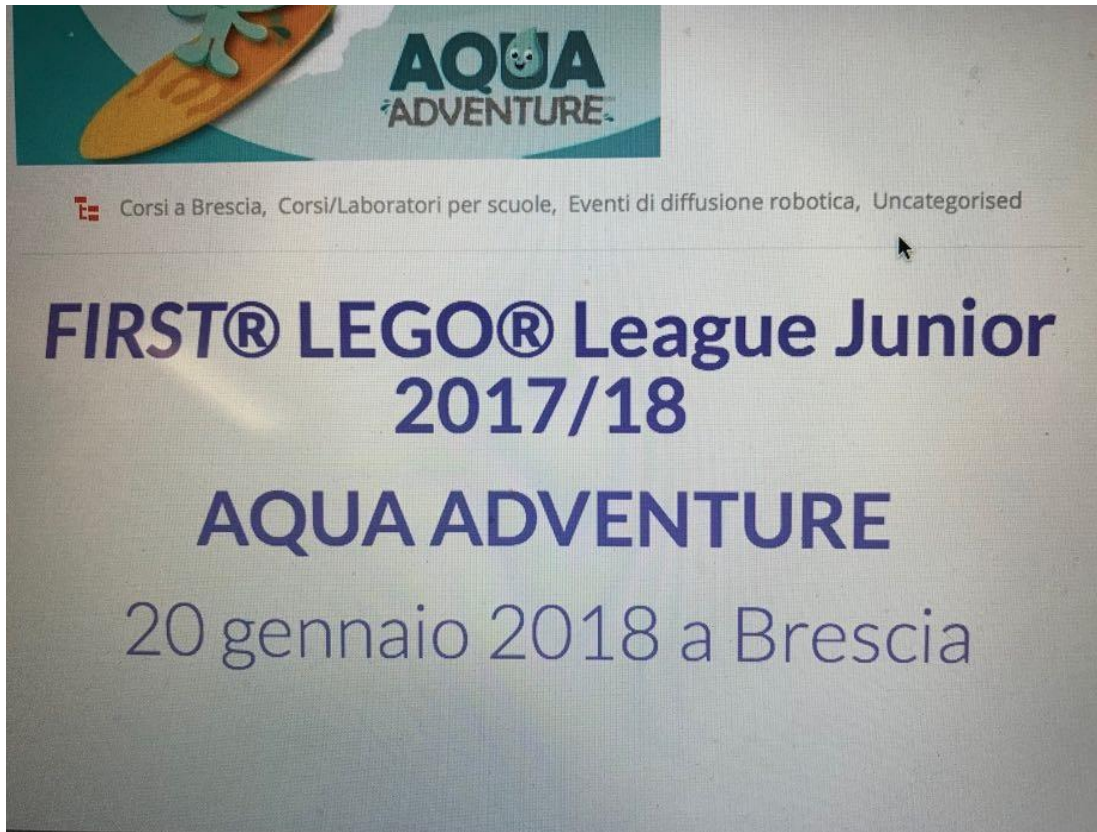 AQUA
ADVENTURE
Corsi a Brescia, Corsi/Laboratori per scuole, Eventi di diffusione robotica, Uncategorised
FIRST® LEGO® League Junior
2017/18
AQUA ADVENTURE
20 gennaio 2018 a Brescia